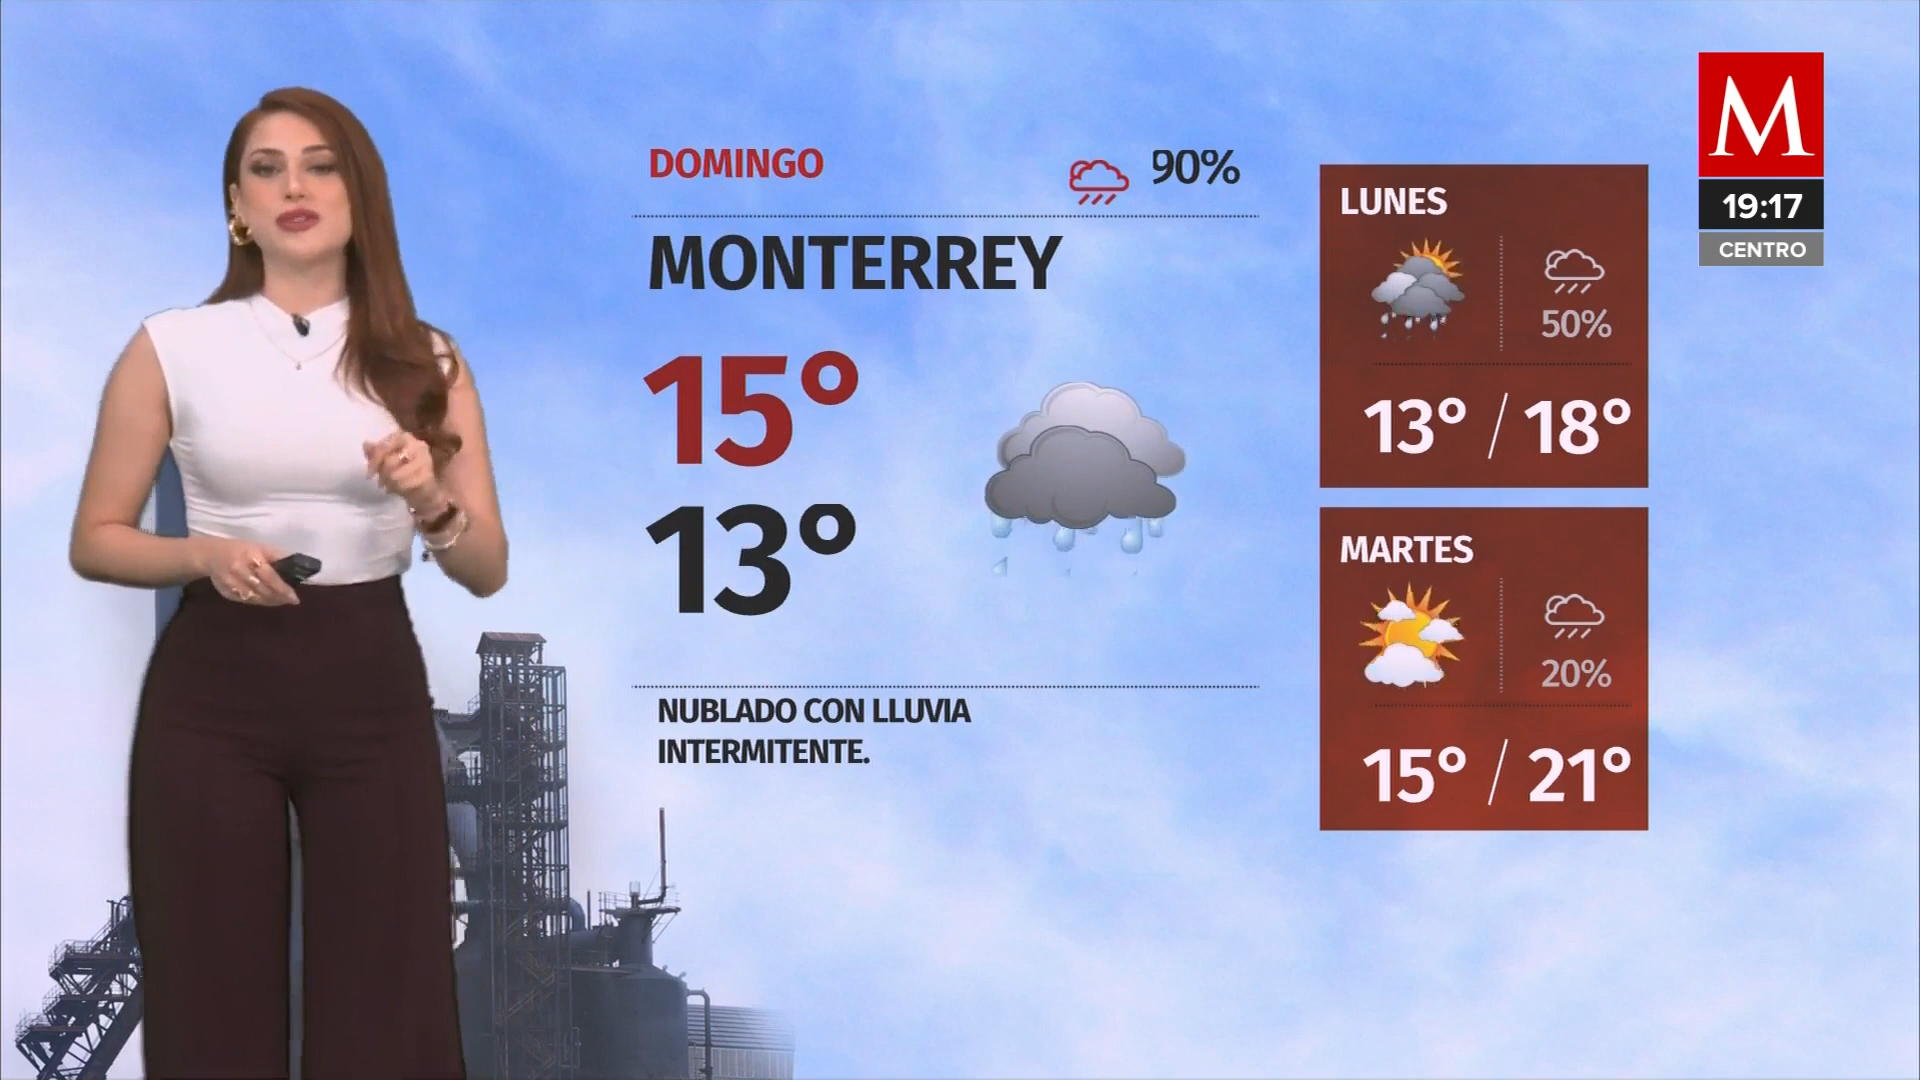 DOMINGO
90%
MONTERREY
15°
13°
NUBLADO CON LLUVIA
INTERMITENTE.
LUNES
50%
13° / 18°
MARTES
20%
15° / 21°
M
19:17
CENTRO